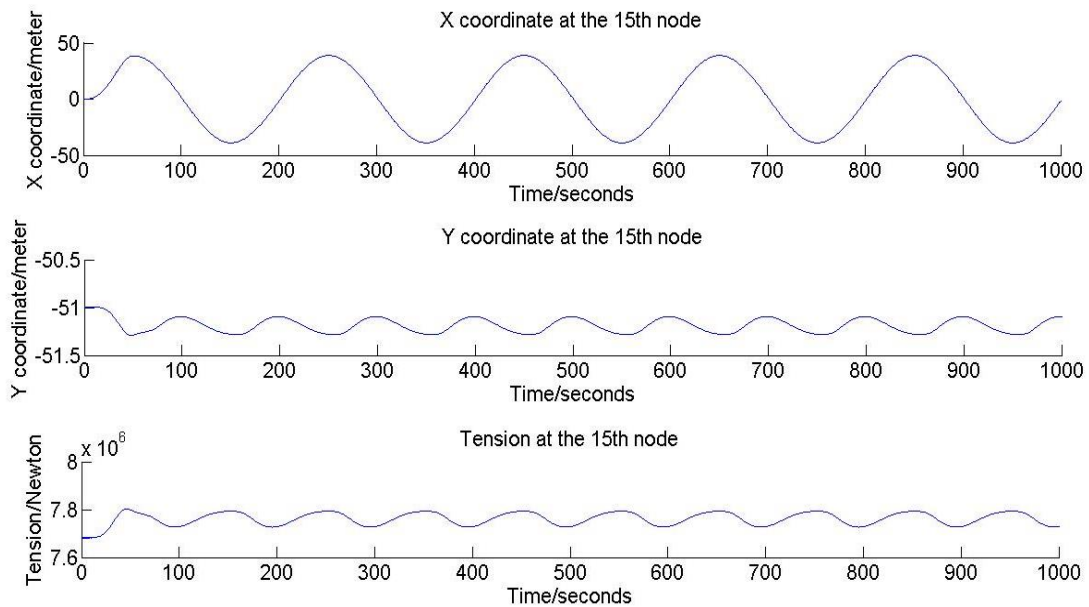 X coordinate at the 15th node
X coordinate/meter
50
0
-50
0 100 200 300 400 500 600 700 800 900 1000
Time/seconds
Y coordinate at the 15th node
Y coordinate/meter
-50.5
-51
-51.5
0 100 200 300 400 500 600 700 800 900 1000
Time/seconds
Tension at the 15th node
x 10^6
Tension/Newton
8
7.8
7.6
0 100 200 300 400 500 600 700 800 900 1000
Time/seconds